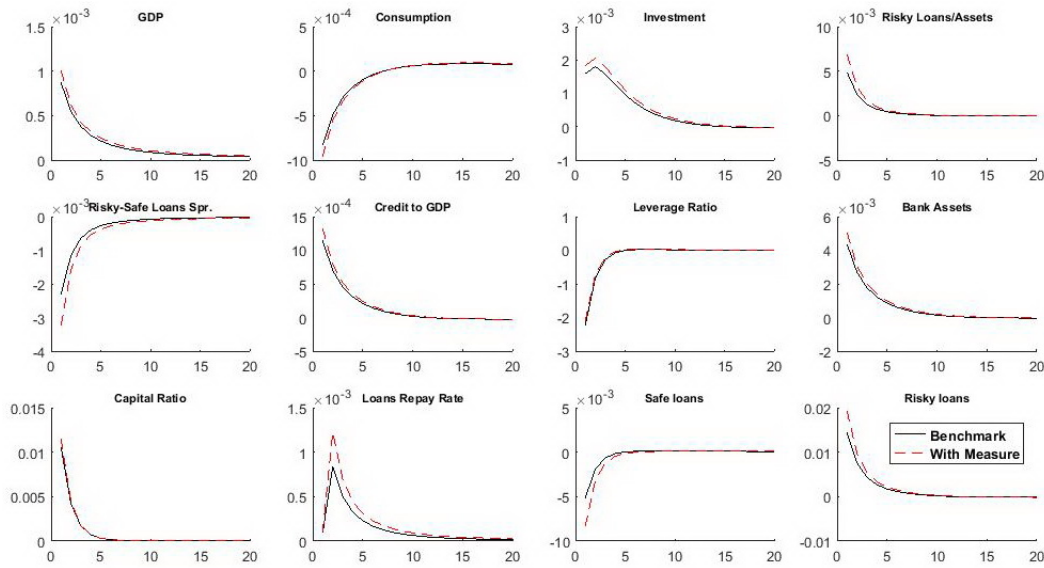 ×10⁻³ GDP
1.5
1
0.5
0
0 5 10 15 20
×10⁻⁴ Consumption
5
0
-5
-10
0 5 10 15 20
×10⁻³ Investment
3
2
1
0
-1
0 5 10 15 20
×10⁻³ Risky Loans/Assets
10
5
0
-5
0 5 10 15 20
×10⁻³ Risky-Safe Loans Spr.
0
-1
-2
-3
-4
0 5 10 15 20
×10⁻⁴ Credit to GDP
15
10
5
0
-5
0 5 10 15 20
Leverage Ratio
1
0
-1
-2
-3
0 5 10 15 20
×10⁻³ Bank Assets
6
4
2
0
-2
0 5 10 15 20
Capital Ratio
0.015
0.01
0.005
0
0 5 10 15 20
×10⁻³ Loans Repay Rate
1.5
1
0.5
0
0 5 10 15 20
×10⁻³ Safe loans
5
0
-5
-10
0 5 10 15 20
Risky loans
0.02
0.01
0
-0.01
0 5 10 15 20
Benchmark
With Measure